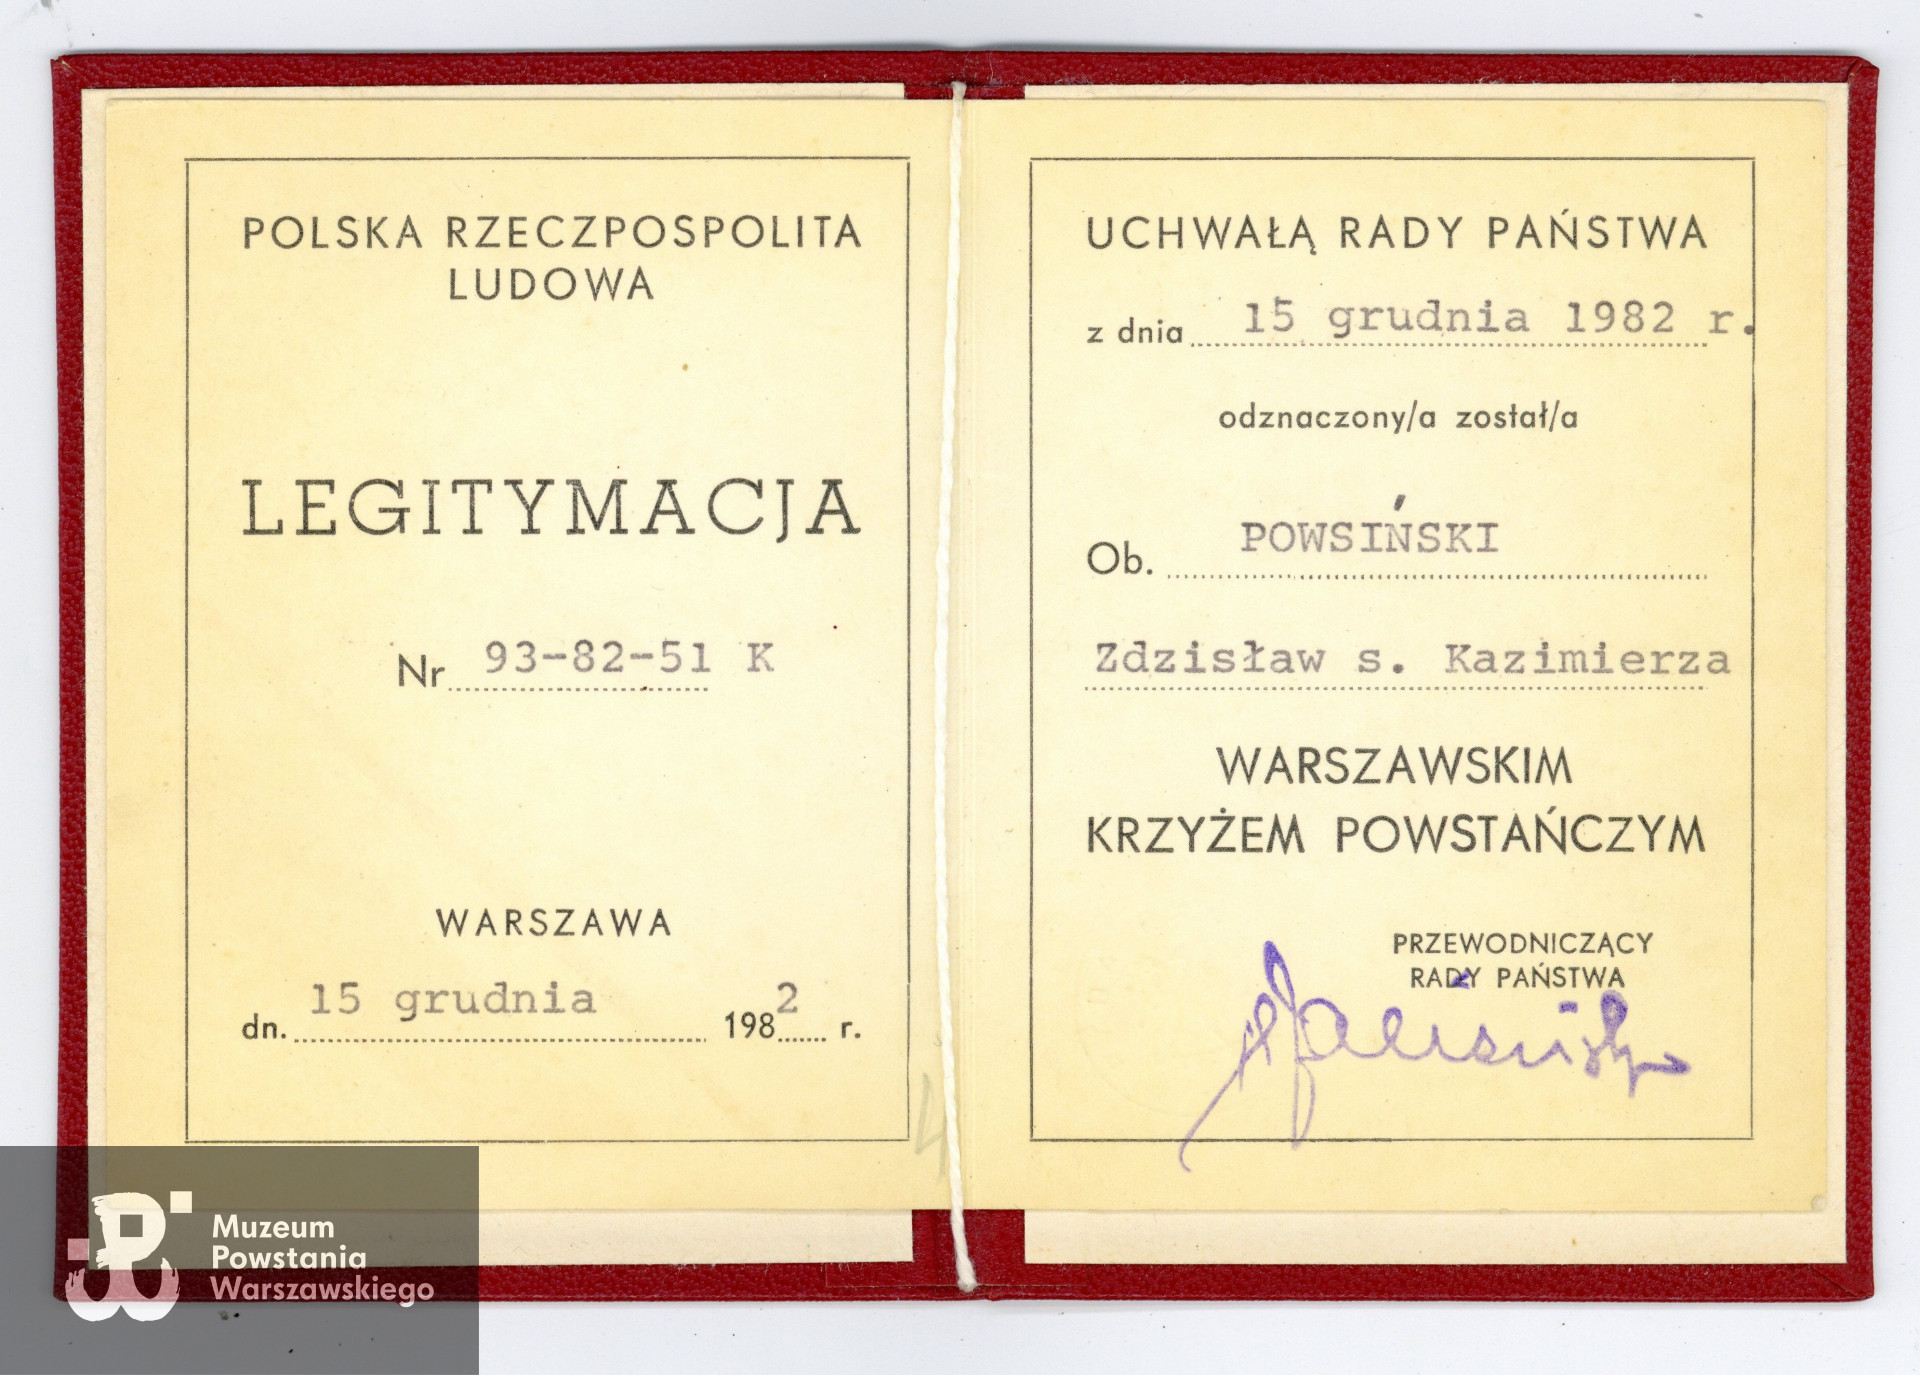 POLSKA RZECZPOSPOLITA
LUDOWA
LEGITYMACJA
Nr 93-82-51 K
WARSZAWA
dn. 15 grudnia 1982 r.
UCHWAŁĄ RADY PAŃSTWA
z dnia 15 grudnia 1982 r.
odznaczony/a został/a
Ob. POWSIŃSKI
Zdzisław s. Kazimierza
WARSZAWSKIM
KRZYŻEM POWSTAŃCZYM
PRZEWODNICZĄCY
RADY PAŃSTWA
Muzeum
Powstania
Warszawskiego